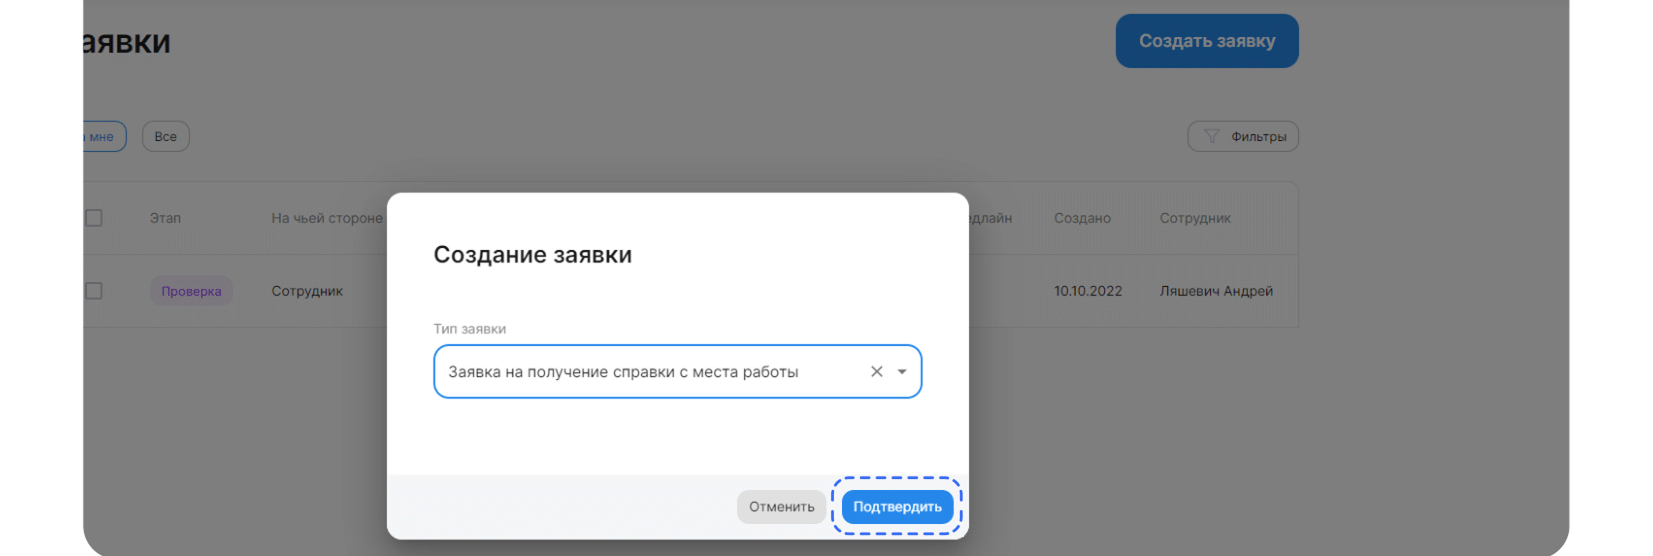 аявки
Создать заявку
мне
Все
Фильтры
Этап
На чьей стороне
едлайн
Создано
Сотрудник
Проверка
Сотрудник
10.10.2022
Ляшевич Андрей
Создание заявки
Тип заявки
Заявка на получение справки с места работы
Отменить
Подтвердить